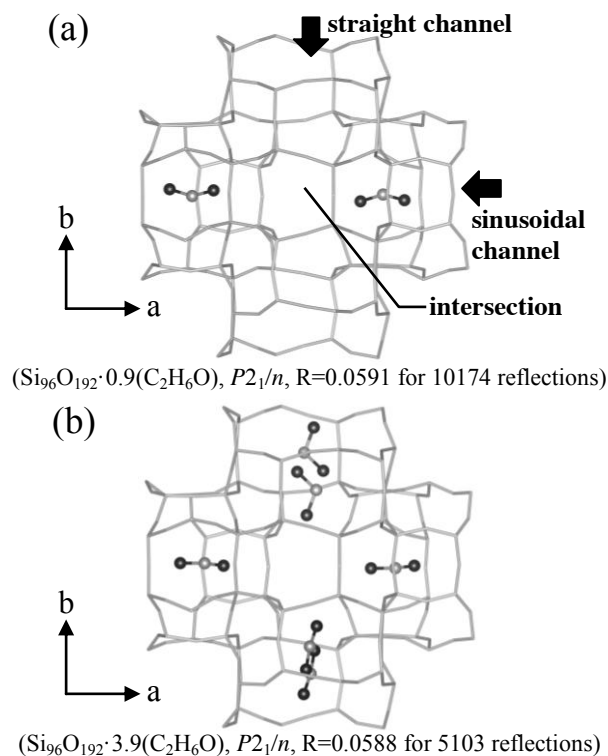 (a)
straight channel
b
a
sinusoidal
channel
intersection
(Si₉₆O₁₉₂·0.9(C₂H₆O), P2₁/n, R=0.0591 for 10174 reflections)
(b)
b
a
(Si₉₆O₁₉₂·3.9(C₂H₆O), P2₁/n, R=0.0588 for 5103 reflections)